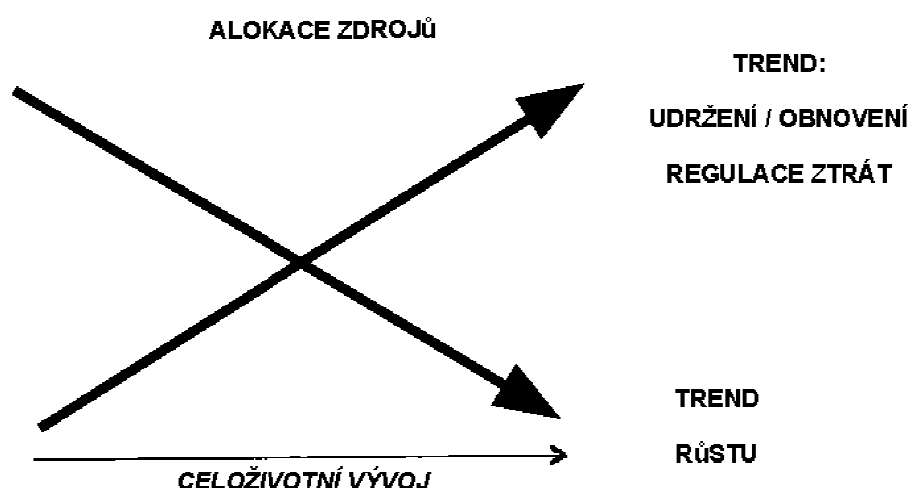 ALOKACE ZDROJů
TREND:
UDRŽENÍ / OBNOVENÍ
REGULACE ZTRÁT
TREND
RůSTU
CELOŽIVOTNÍ VÝVOJ